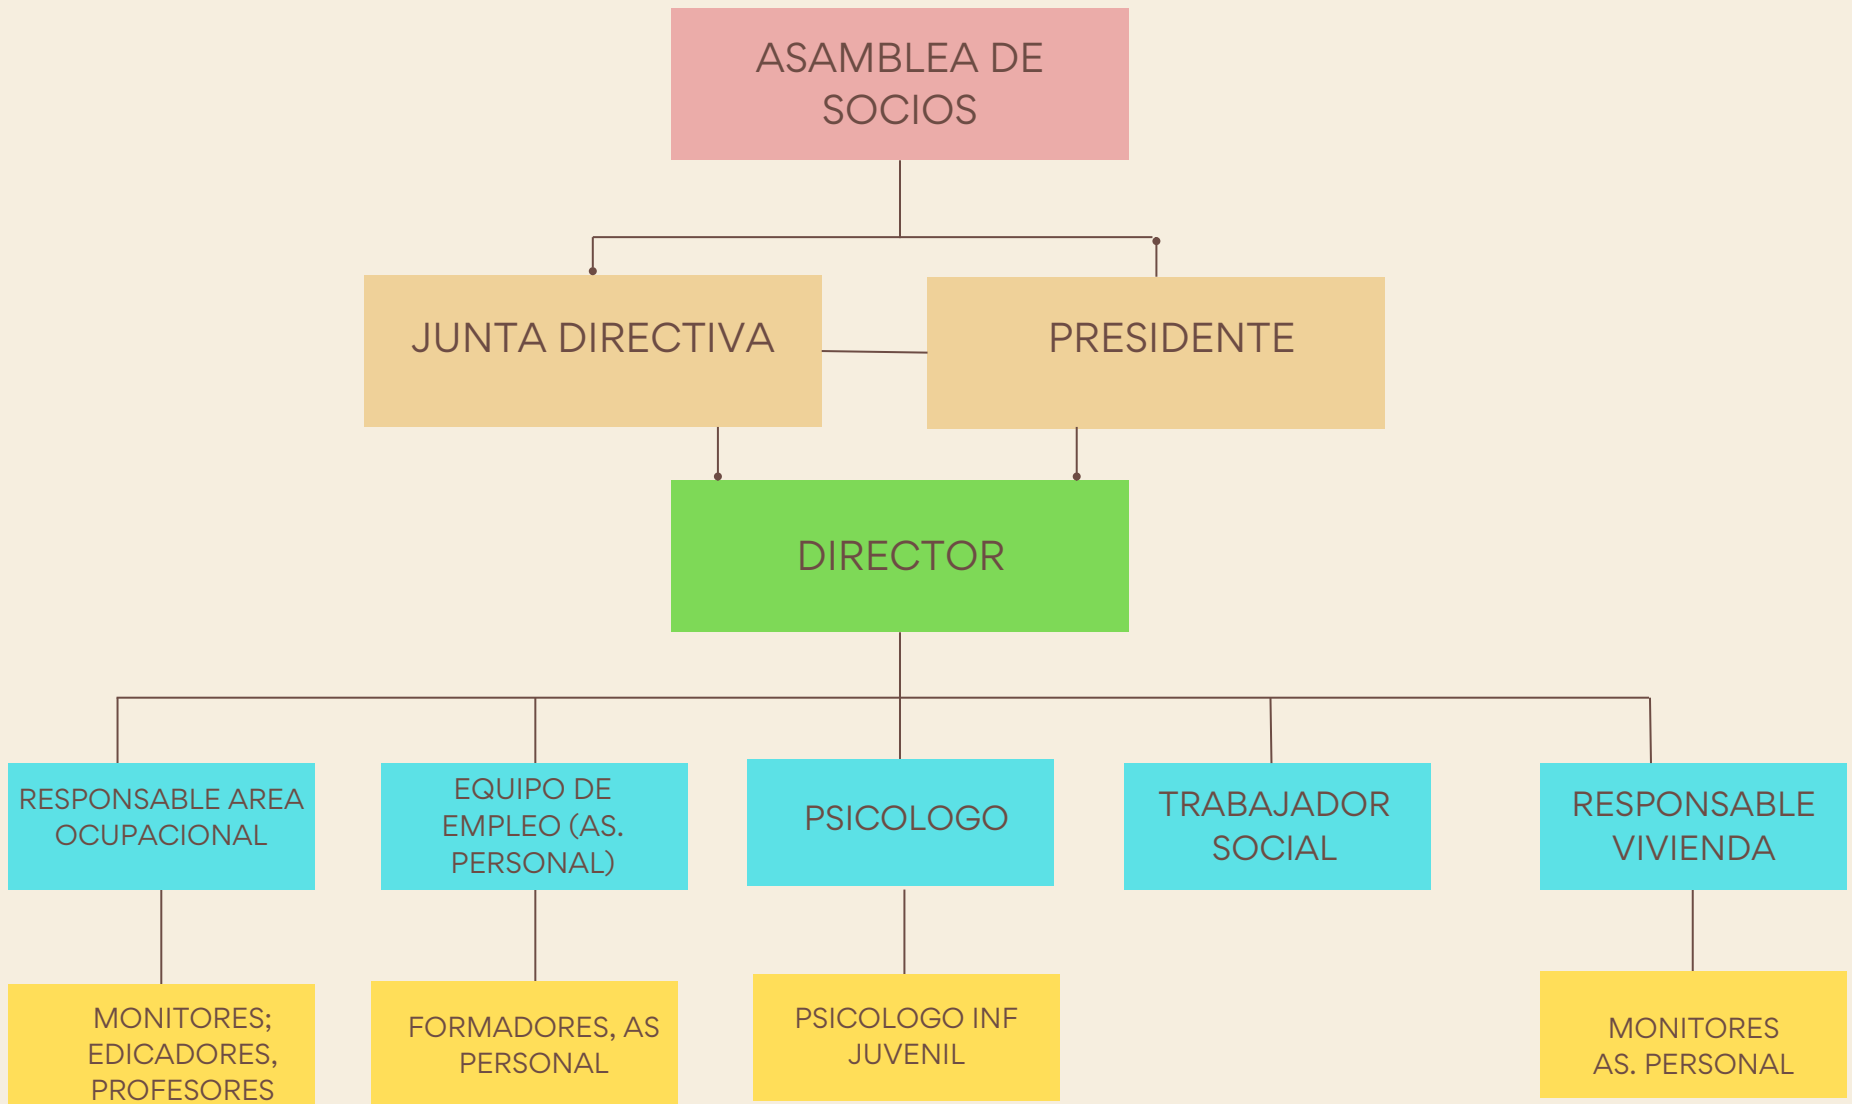 ASAMBLEA DE
SOCIOS
JUNTA DIRECTIVA
PRESIDENTE
DIRECTOR
RESPONSABLE AREA
OCUPACIONAL
EQUIPO DE
EMPLEO (AS.
PERSONAL)
PSICOLOGO
TRABAJADOR
SOCIAL
RESPONSABLE
VIVIENDA
MONITORES;
EDICADORES,
PROFESORES
FORMADORES, AS
PERSONAL
PSICOLOGO INF
JUVENIL
MONITORES
AS. PERSONAL